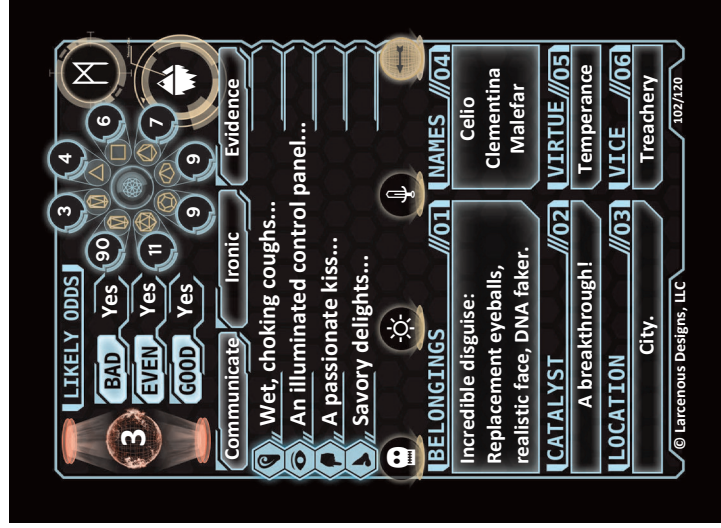 LIKELY ODDS
3
BAD Yes
EVEN Yes
GOOD Yes
3
4
6
7
9
9
11
90
Communicate
Ironic
Evidence
Wet, choking coughs...
An illuminated control panel...
A passionate kiss...
Savory delights...
BELONGINGS //01
Incredible disguise:
Replacement eyeballs,
realistic face, DNA faker.
CATALYST //02
A breakthrough!
LOCATION //03
City.
NAMES //04
Celio
Clementina
Malefar
VIRTUE //05
Temperance
VICE //06
Treachery
© Larcenous Designs, LLC
102/120